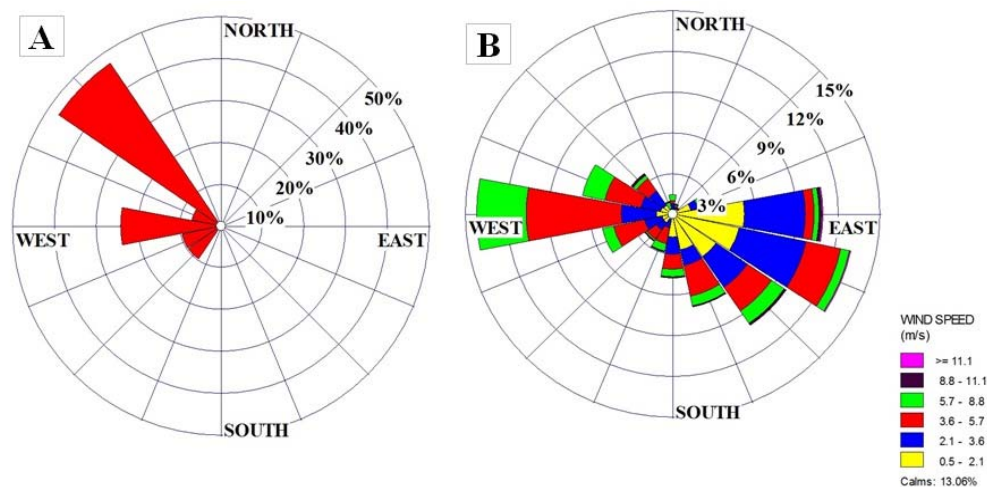 A
NORTH
50%
40%
30%
20%
10%
WEST
EAST
SOUTH
B
NORTH
15%
12%
9%
6%
3%
WEST
EAST
SOUTH
WIND SPEED
(m/s)
>= 11.1
8.8 - 11.1
5.7 - 8.8
3.6 - 5.7
2.1 - 3.6
0.5 - 2.1
Calms: 13.06%